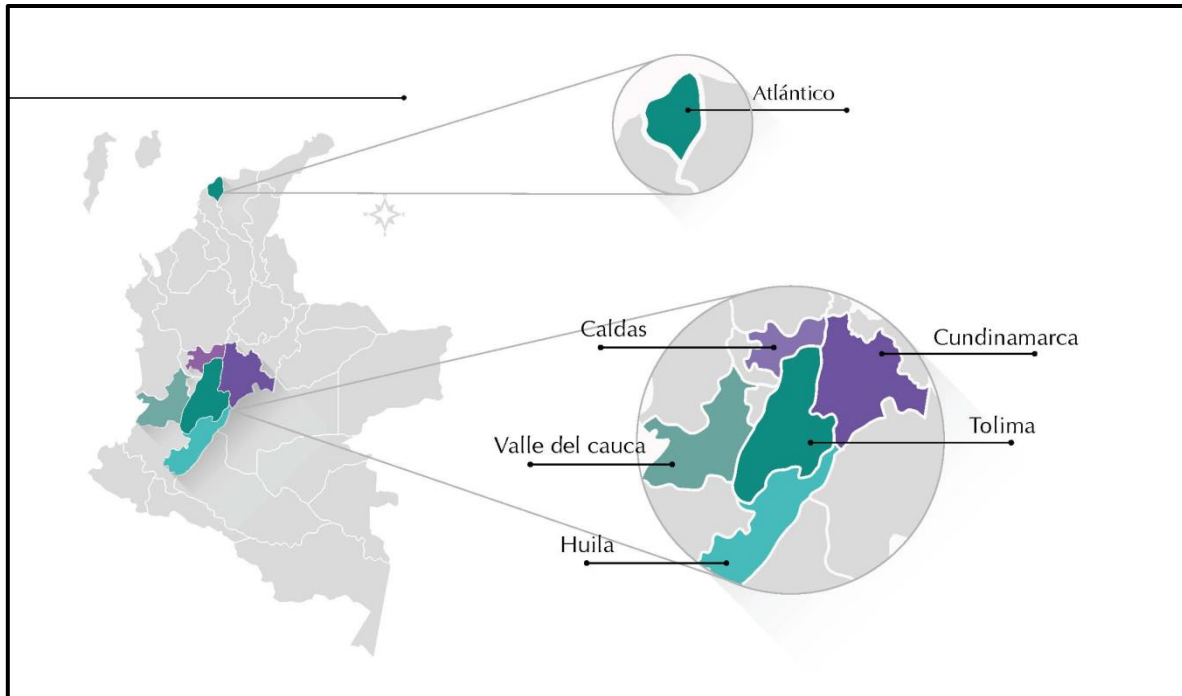 Atlántico
Caldas
Cundinamarca
Valle del cauca
Tolima
Huila